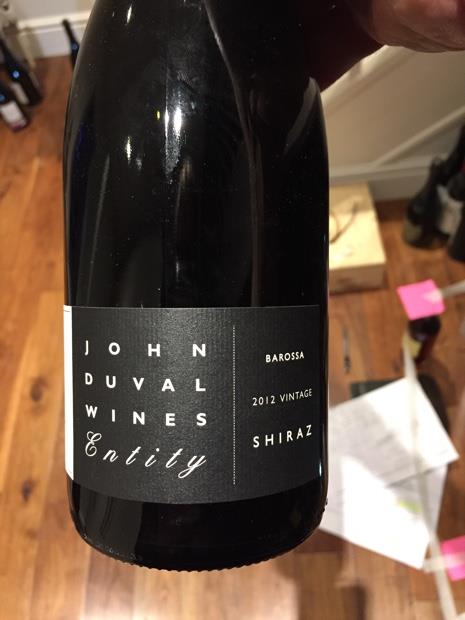 JOHN
DUVAL
WINES
Entity
BAROSSA
2012 VINTAGE
SHIRAZ